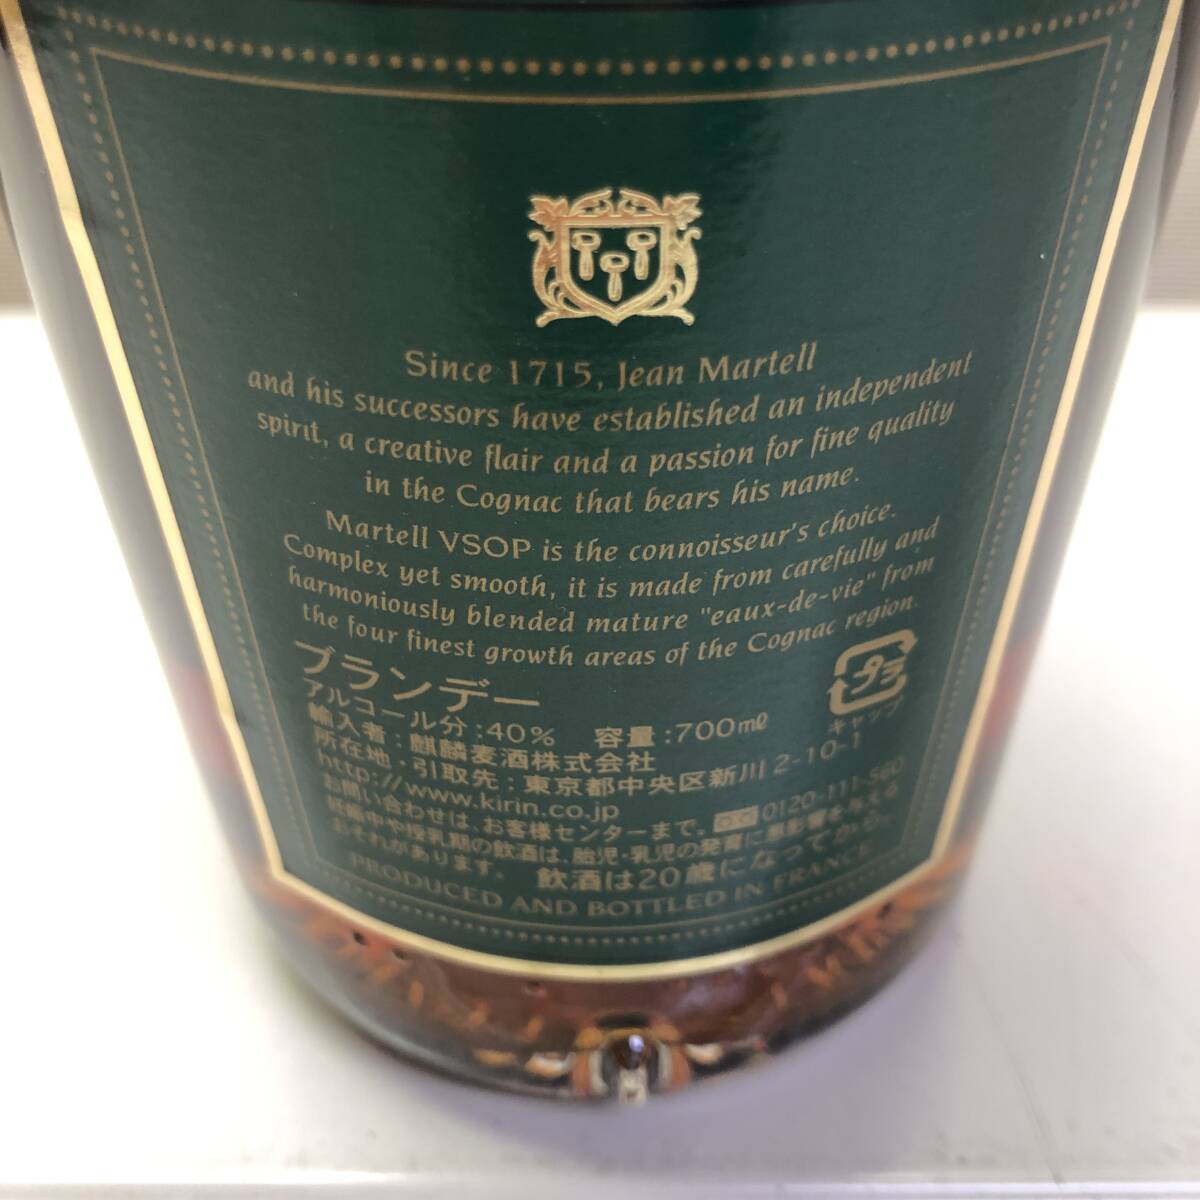 Since 1715, Jean Martell
and his successors have established an independent
spirit, a creative flair and a passion for fine quality
in the Cognac that bears his name.
Martell VSOP is the connoisseur's choice.
Complex yet smooth, it is made from carefully and
harmoniously blended mature "eaux-de-vie" from
the four finest growth areas of the Cognac region.
ブランデー
アルコール分:40% 容量:700mℓ
プラ
キャップ
輸入者:麒麟麦酒株式会社
所在地・引取先:東京都中央区新川2-10-1
http://www.kirin.co.jp
お問い合わせは、お客様センターまで。 0120-111-560
妊娠中や授乳期の飲酒は、胎児・乳児の発育に悪影響を与える
おそれがあります。 飲酒は20歳になってから。
PRODUCED AND BOTTLED IN FRANCE